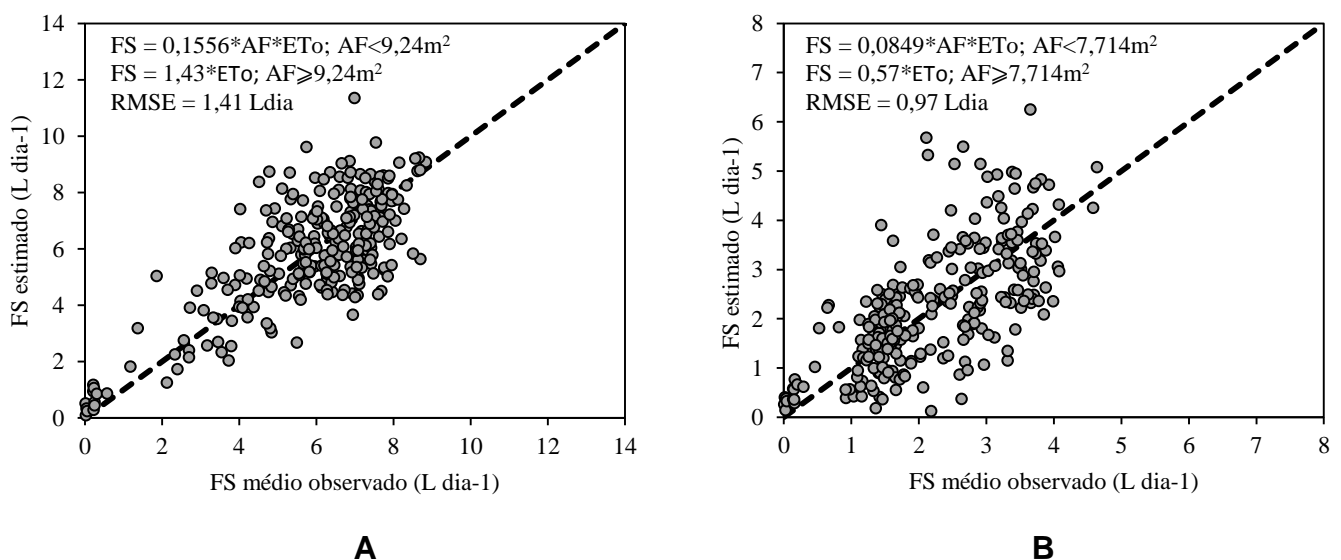 14
12
10
8
6
4
2
0
FS = 0,1556*AF*ETo; AF<9,24m²
FS = 1,43*ETo; AF⩾9,24m²
RMSE = 1,41 Ldia
FS estimado (L dia-1)
0 2 4 6 8 10 12 14
FS médio observado (L dia-1)
A
8
7
6
5
4
3
2
1
0
FS = 0,0849*AF*ETo; AF<7,714m²
FS = 0,57*ETo; AF⩾7,714m²
RMSE = 0,97 Ldia
FS estimado (L dia-1)
0 1 2 3 4 5 6 7 8
FS médio observado (L dia-1)
B